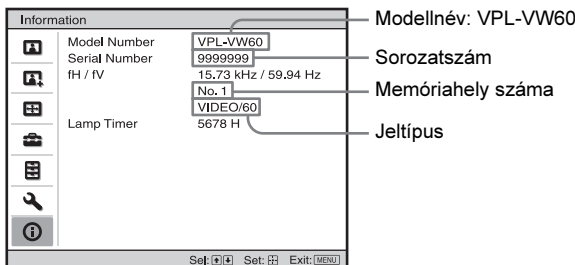 Information
Model Number VPL-VW60
Serial Number 9999999
fH / fV 15.73 kHz / 59.94 Hz
No. 1
VIDEO/60
Lamp Timer 5678 H
Sel: Set: Exit: MENU
Modellnév: VPL-VW60
Sorozatszám
Memóriahely száma
Jeltípus